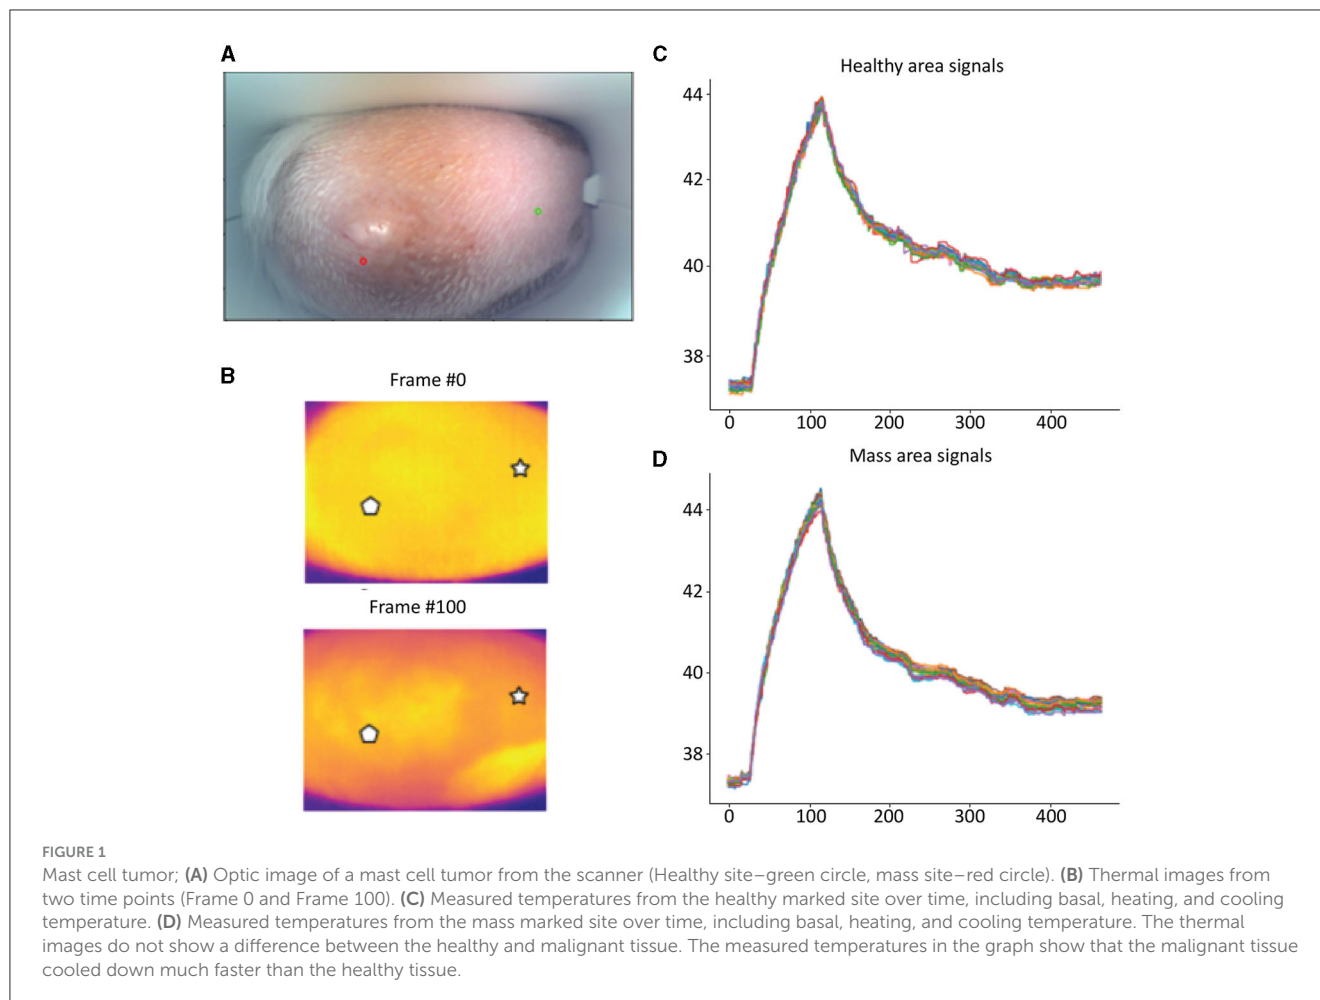 A
B
Frame #0
Frame #100
C
Healthy area signals
44
42
40
38
0 100 200 300 400
D
Mass area signals
44
42
40
38
0 100 200 300 400
FIGURE 1
Mast cell tumor; (A) Optic image of a mast cell tumor from the scanner (Healthy site–green circle, mass site–red circle). (B) Thermal images from
two time points (Frame 0 and Frame 100). (C) Measured temperatures from the healthy marked site over time, including basal, heating, and cooling
temperature. (D) Measured temperatures from the mass marked site over time, including basal, heating, and cooling temperature. The thermal
images do not show a difference between the healthy and malignant tissue. The measured temperatures in the graph show that the malignant tissue
cooled down much faster than the healthy tissue.